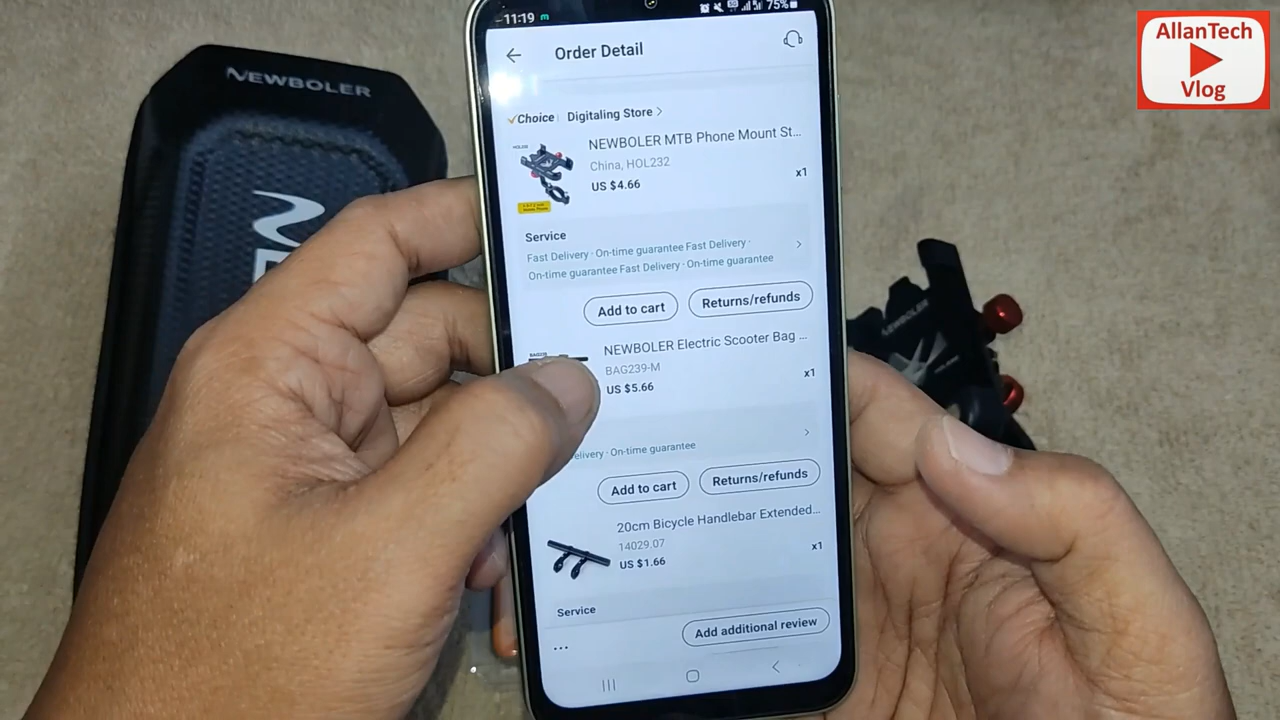 11:19
75%
AllanTech
Vlog
Order Detail
NEWBOLER
Choice
Digitaling Store >
NEWBOLER MTB Phone Mount St...
China, HOL232
US $4.66
x1
Service
Fast Delivery · On-time guarantee Fast Delivery ·
On-time guarantee Fast Delivery · On-time guarantee
Add to cart
Returns/refunds
NEWBOLER
NEWBOLER Electric Scooter Bag ...
BAG239-M
US $5.66
x1
elivery · On-time guarantee
Add to cart
Returns/refunds
20cm Bicycle Handlebar Extended...
14029.07
US $1.66
x1
Service
Add additional review